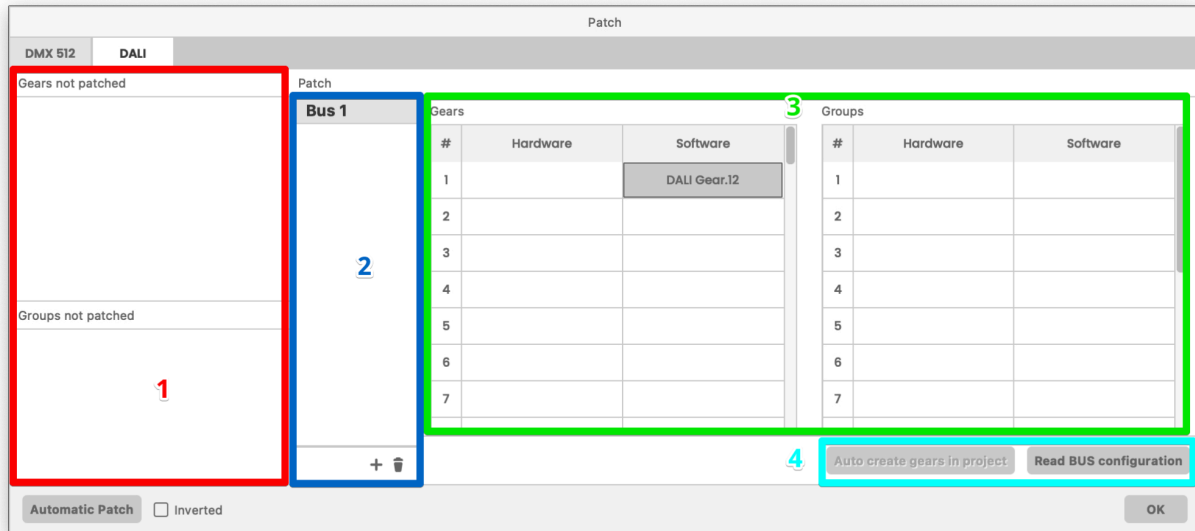 Patch
DMX 512 DALI
Gears not patched
Groups not patched
1
Patch
Bus 1
2
3
Gears
# Hardware Software
1 DALI Gear.12
2
3
4
5
6
7
Groups
# Hardware Software
1
2
3
4
5
6
7
4
Auto create gears in project Read BUS configuration
Automatic Patch Inverted
OK